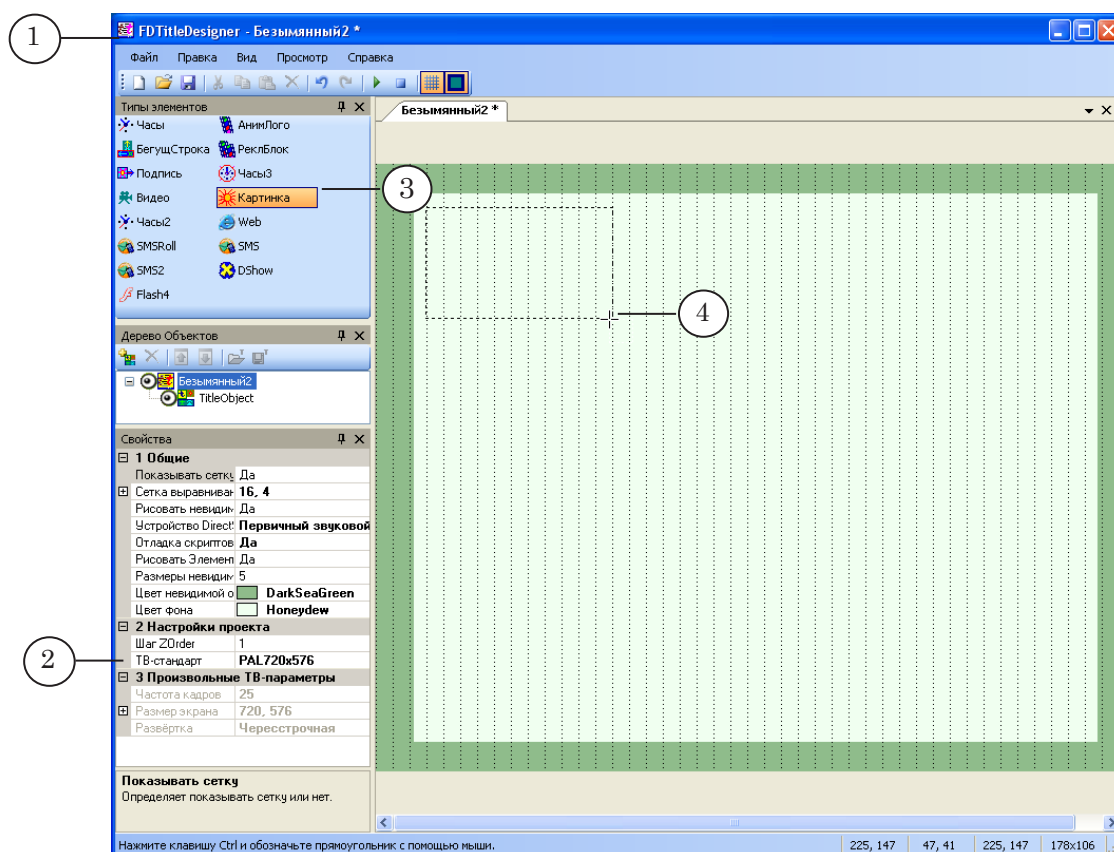 1
FDTitleDesigner - Безымянный2 *
Файл Правка Вид Просмотр Справка
Типы элементов
Часы АнимЛого
БегущСтрока РеклБлок
Подпись Часы3
Видео Картинка
Часы2 Web
SMSRoll SMS
SMS2 DShow
Flash4
3
Безымянный2 *
4
Дерево Объектов
Безымянный2
TitleObject
Свойства
1 Общие
Показывать сетку Да
Сетка выравниван 16, 4
Рисовать невидим Да
Устройство DirectS Первичный звуковой
Отладка скриптов Да
Рисовать Элемент Да
Размеры невидим 5
Цвет невидимой о DarkSeaGreen
Цвет фона Honeydew
2 Настройки проекта
Шаг ZOrder 1
2
ТВ-стандарт PAL720x576
3 Произвольные ТВ-параметры
Частота кадров 25
Размер экрана 720, 576
Развёртка Чересстрочная
Показывать сетку
Определяет показывать сетку или нет.
Нажмите клавишу Ctrl и обозначьте прямоугольник с помощью мыши. 225, 147 47, 41 225, 147 178x106